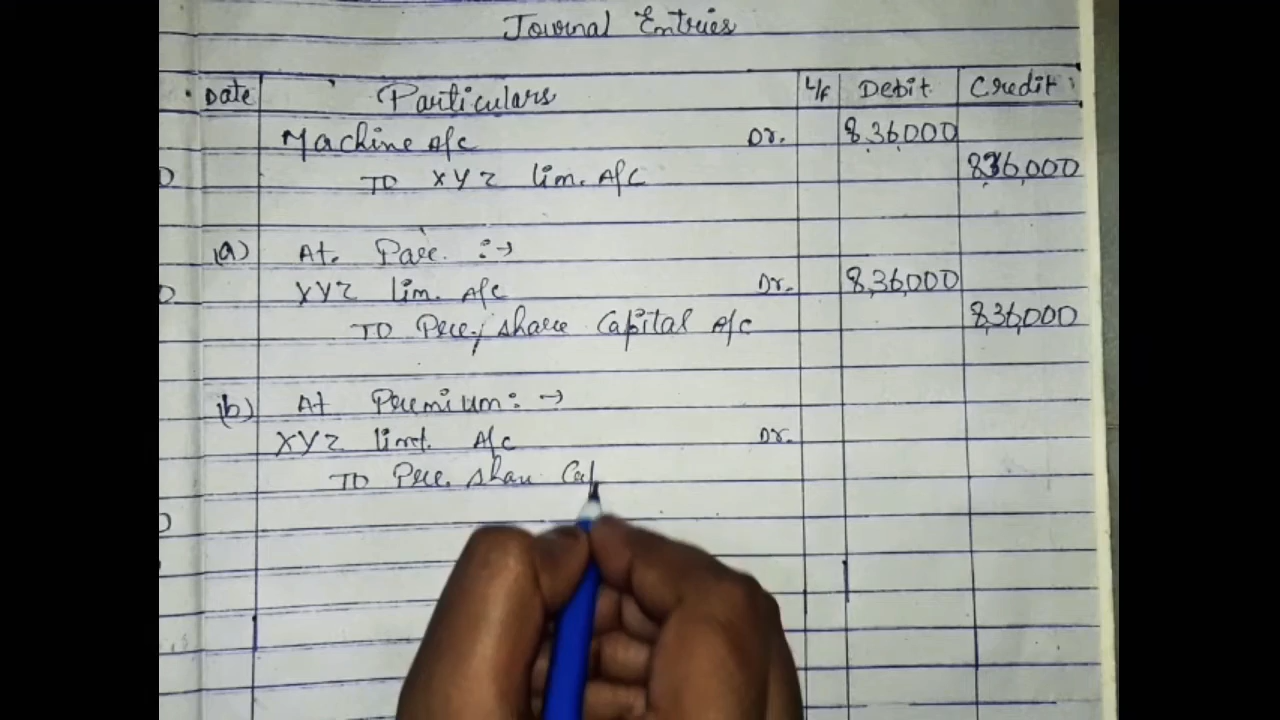 Journal Entries
Date Particulars L/F Debit Credit
Machine A/c Dr. 8,36,000
To XYZ lim. A/c 8,36,000
(a) At. Parr. :→
XYZ lim. A/c Dr. 8,36,000
To Pre. share Capital A/c 8,36,000
(b) At Premium: →
XYZ limt. A/c Dr.
To Pre. share Cap